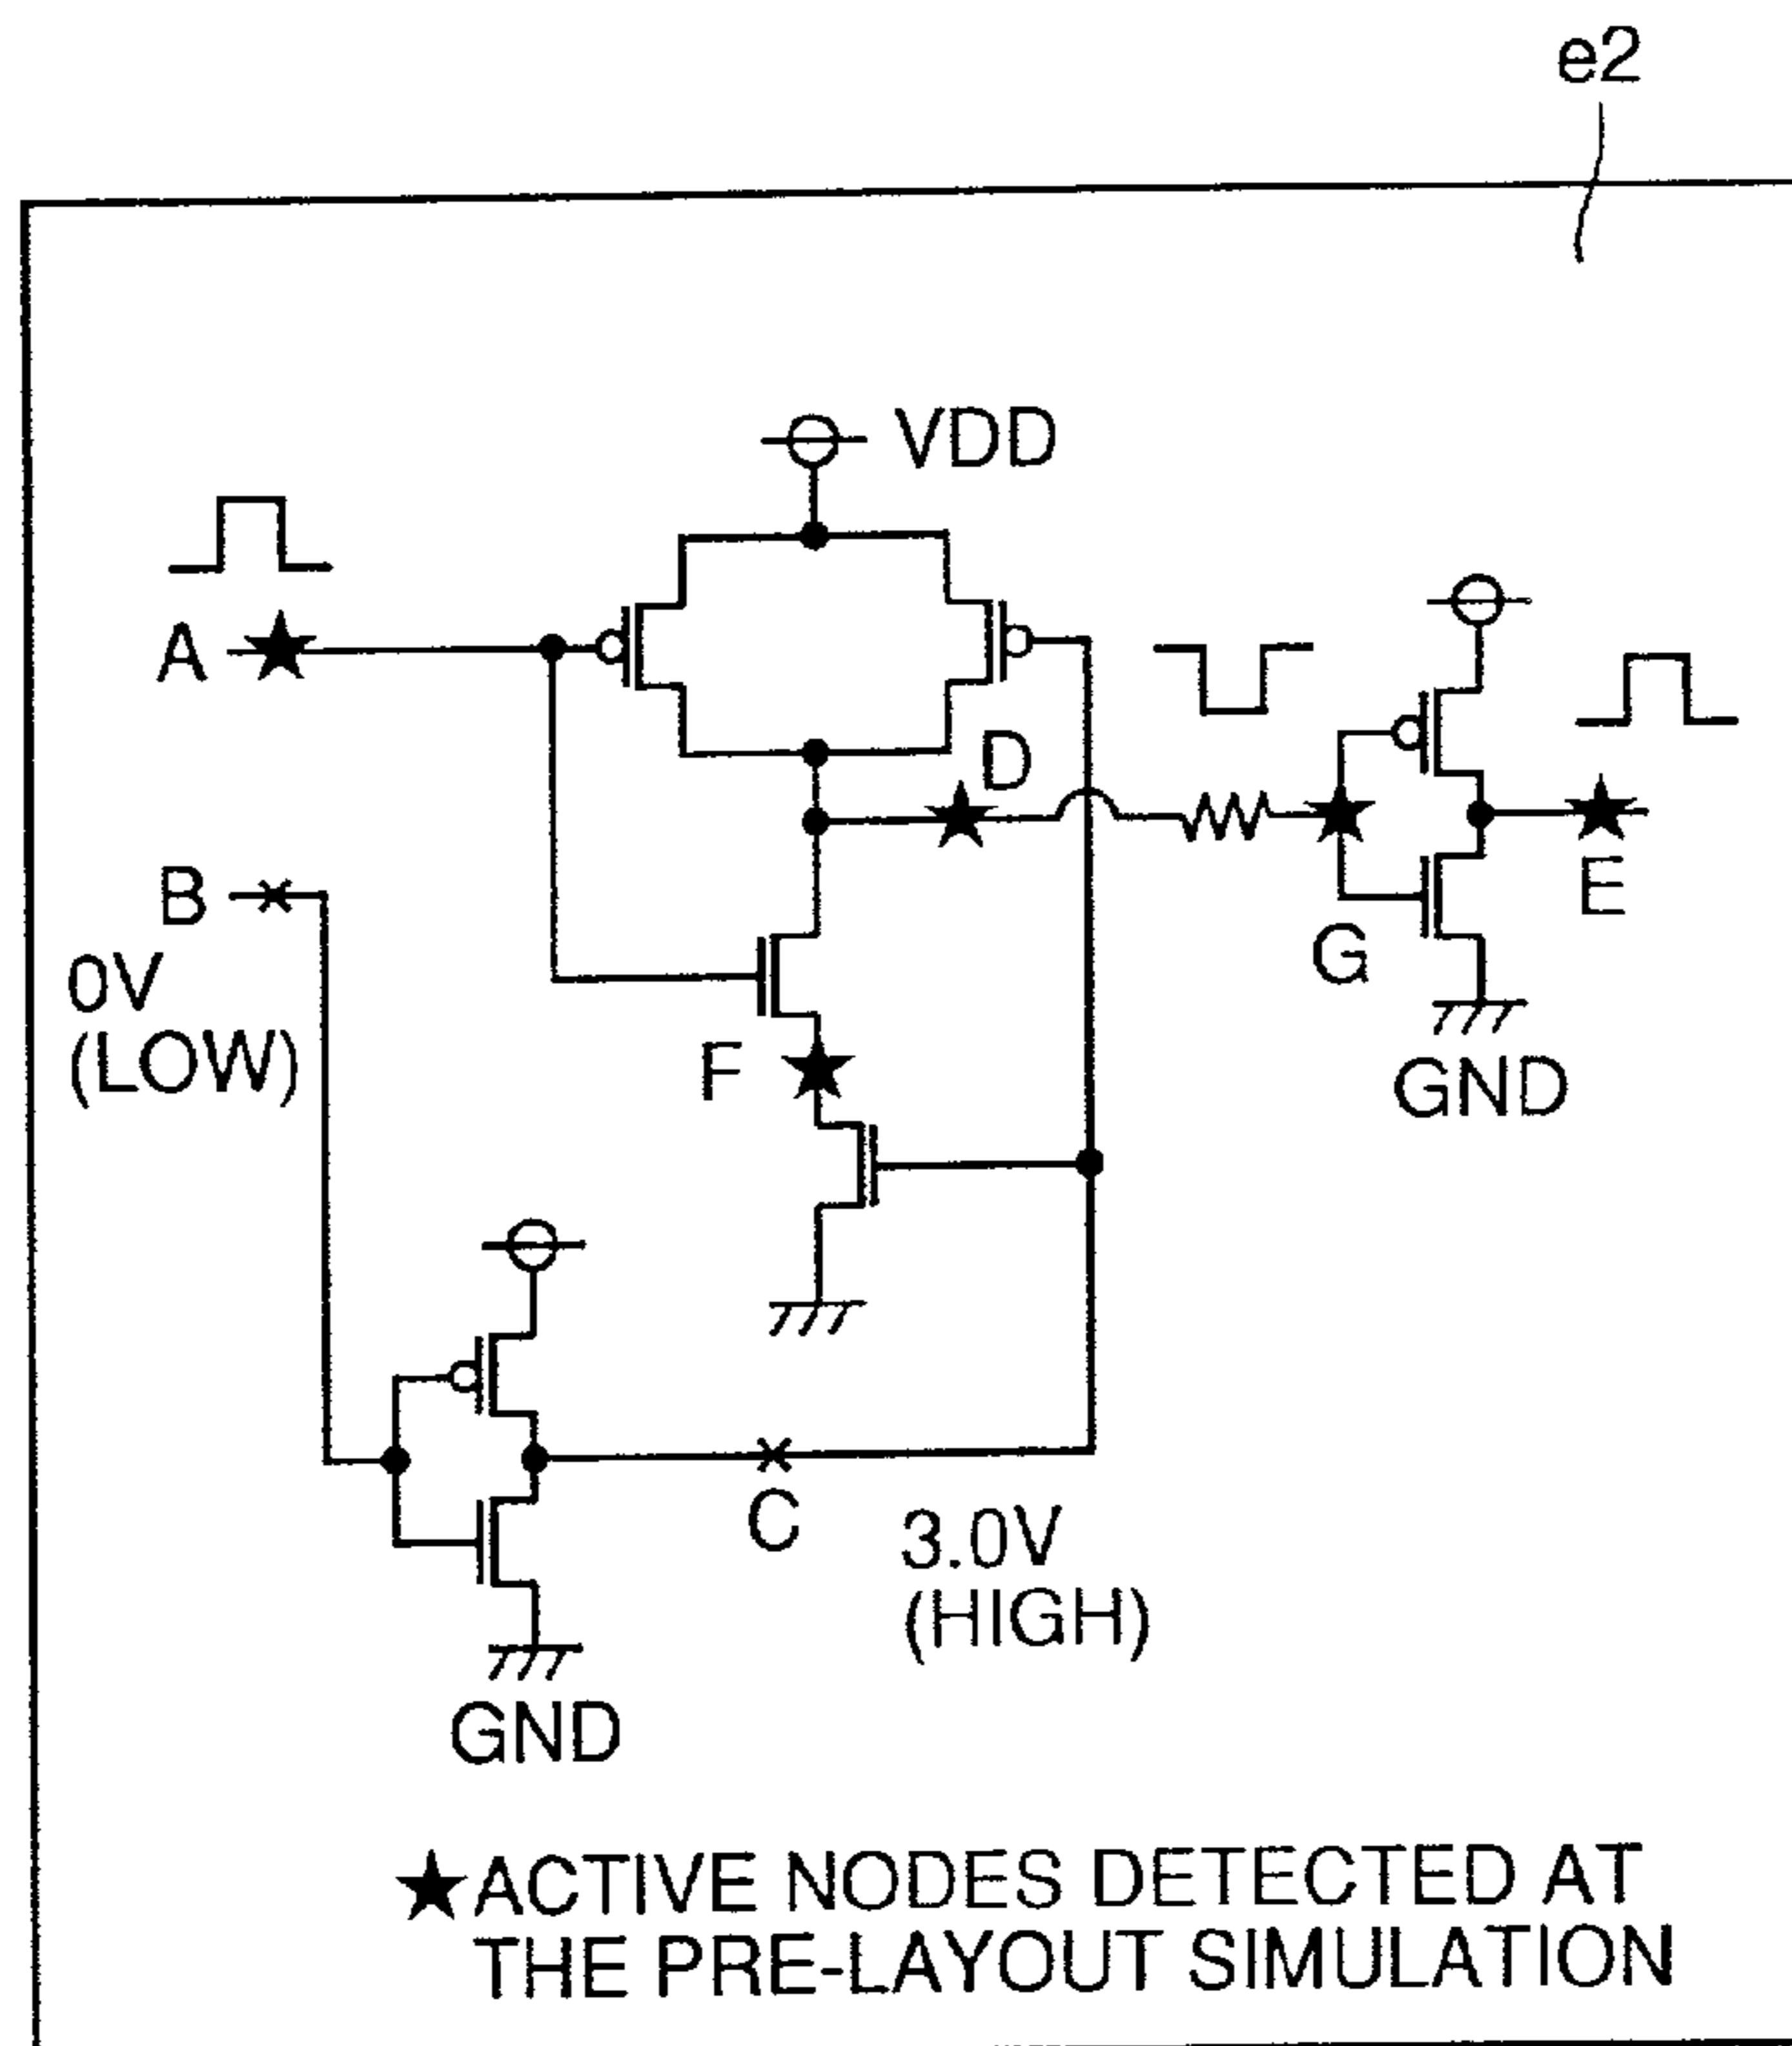 e2
VDD
A
D
B
0V
(LOW)
G
E
F
GND
C
3.0V
(HIGH)
GND
★ACTIVE NODES DETECTED AT
THE PRE-LAYOUT SIMULATION